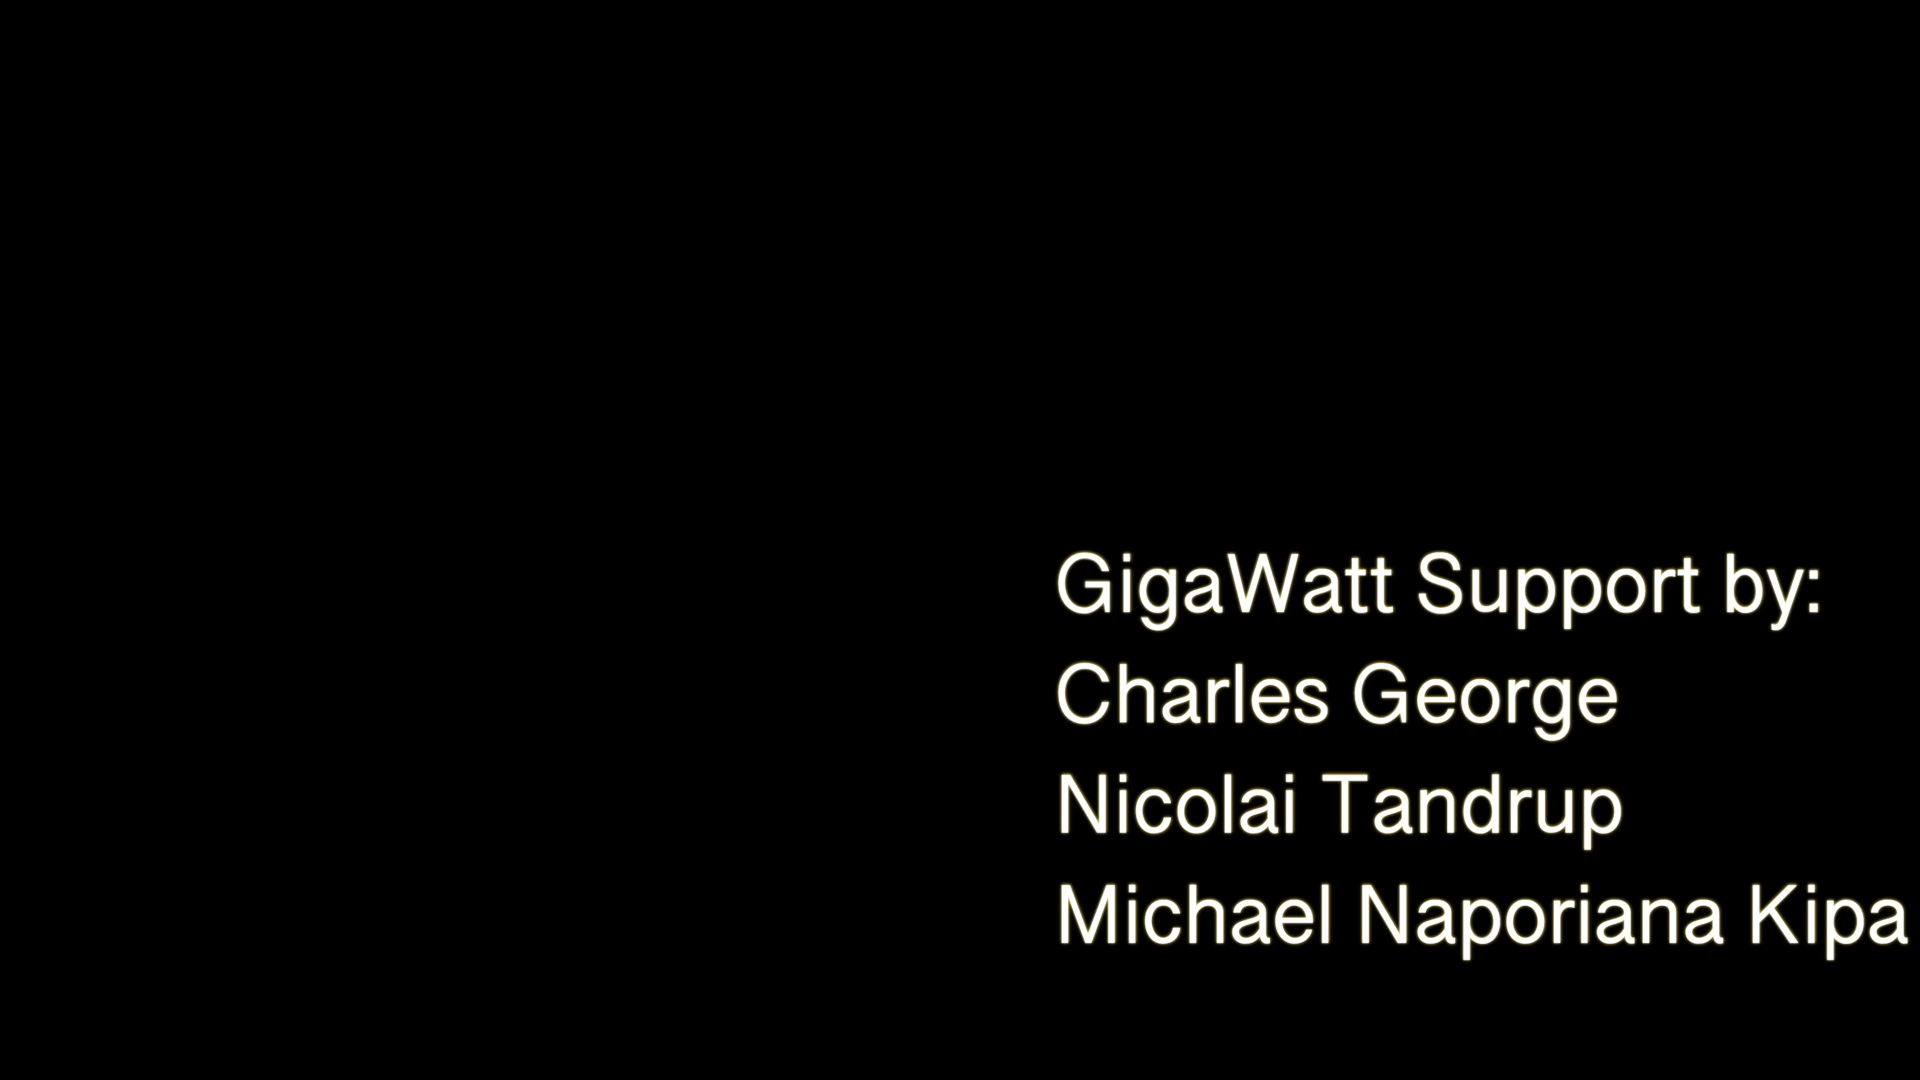 GigaWatt Support by:
Charles George
Nicolai Tandrup
Michael Naporiana Kipa